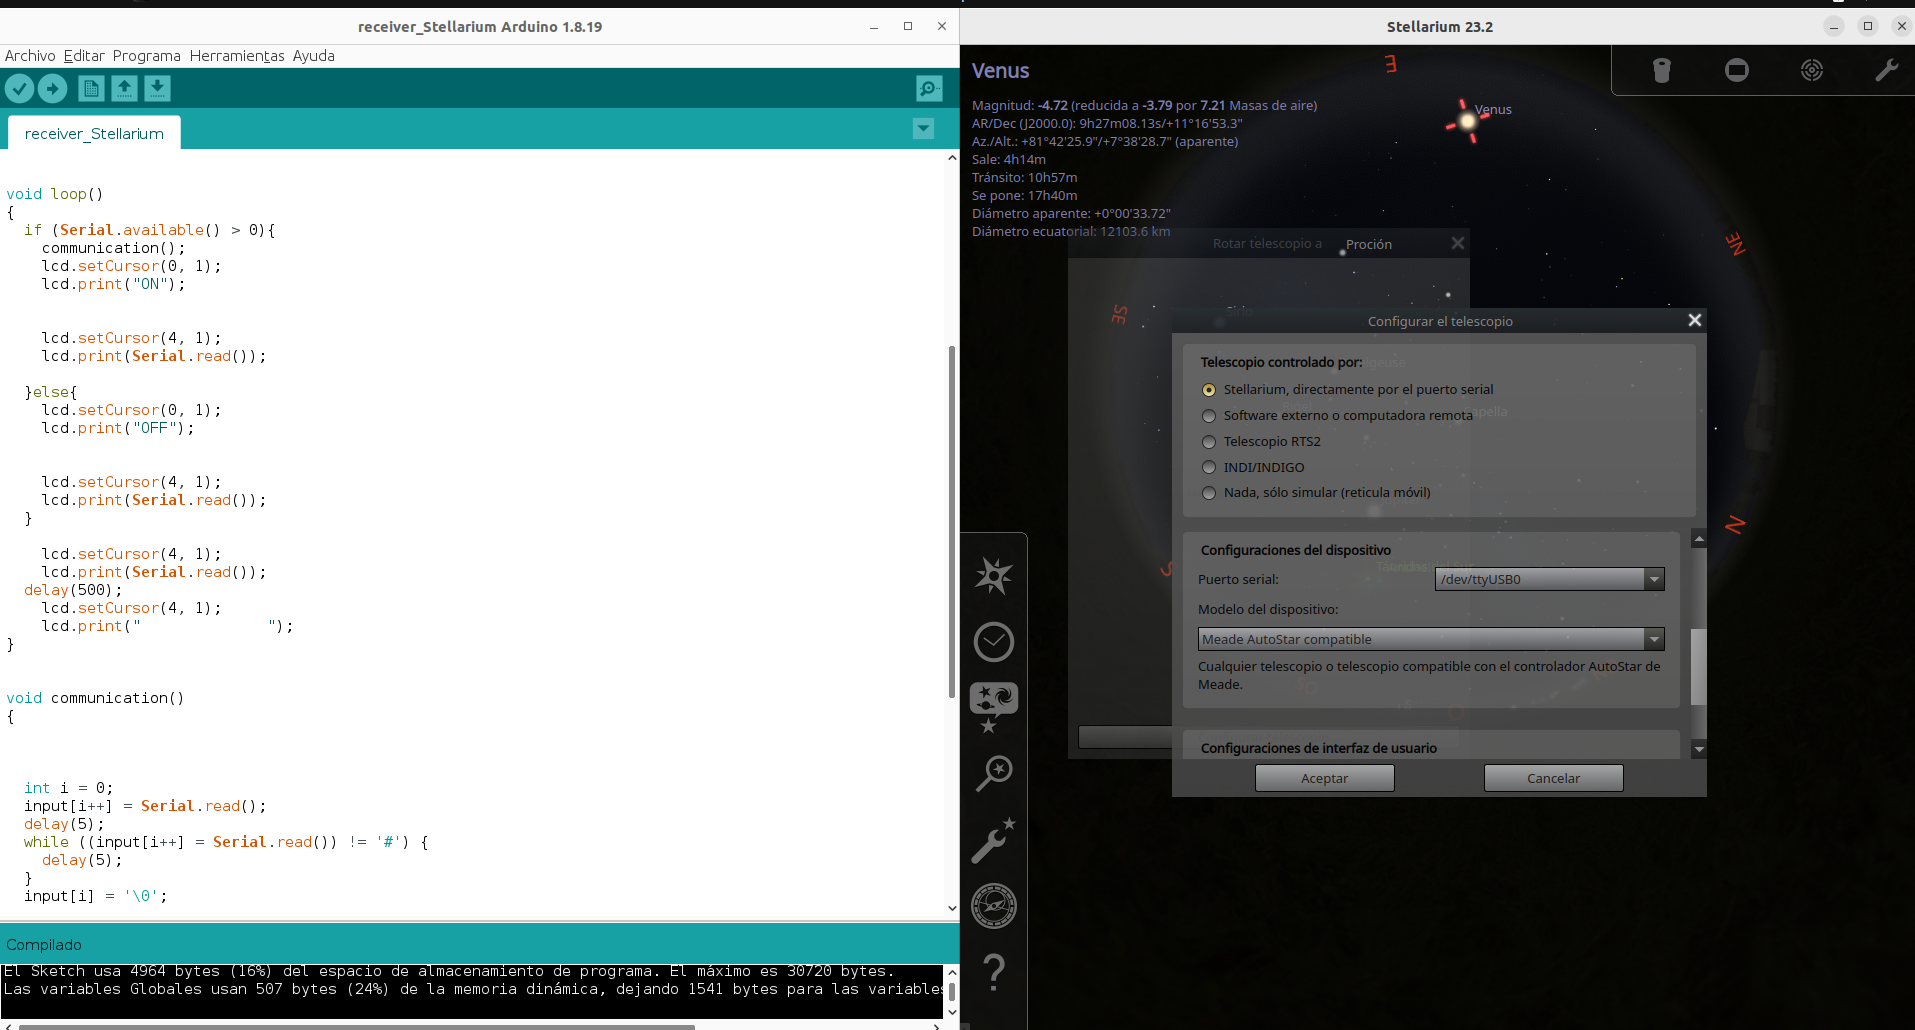 receiver_Stellarium Arduino 1.8.19
Archivo Editar Programa Herramientas Ayuda
receiver_Stellarium
void loop()
{
  if (Serial.available() > 0){
    communication();
    lcd.setCursor(0, 1);
    lcd.print("ON");
    lcd.setCursor(4, 1);
    lcd.print(Serial.read());
  }else{
    lcd.setCursor(0, 1);
    lcd.print("OFF");
    lcd.setCursor(4, 1);
    lcd.print(Serial.read());
  }
    lcd.setCursor(4, 1);
    lcd.print(Serial.read());
  delay(500);
    lcd.setCursor(4, 1);
    lcd.print("              ");
}
void communication()
{
  int i = 0;
  input[i++] = Serial.read();
  delay(5);
  while ((input[i++] = Serial.read()) != '#') {
    delay(5);
  }
  input[i] = '\0';
Compilado
El Sketch usa 4964 bytes (16%) del espacio de almacenamiento de programa. El máximo es 30720 bytes.
Las variables Globales usan 507 bytes (24%) de la memoria dinámica, dejando 1541 bytes para las variables
Stellarium 23.2
Venus
Magnitud: -4.72 (reducida a -3.79 por 7.21 Masas de aire)
AR/Dec (J2000.0): 9h27m08.13s/+11°16'53.3"
Az./Alt.: +81°42'25.9"/+7°38'28.7" (aparente)
Sale: 4h14m
Tránsito: 10h57m
Se pone: 17h40m
Diámetro aparente: +0°00'33.72"
Diámetro ecuatorial: 12103.6 km
E
Venus
NE
SE
N
S
Rotar telescopio a
Proción
Sirio
Capella
Configurar el telescopio
Telescopio controlado por:
Stellarium, directamente por el puerto serial
Software externo o computadora remota
Telescopio RTS2
INDI/INDIGO
Nada, sólo simular (reticula móvil)
Configuraciones del dispositivo
Puerto serial:
/dev/ttyUSB0
Modelo del dispositivo:
Meade AutoStar compatible
Cualquier telescopio o telescopio compatible con el controlador AutoStar de
Meade.
Configuraciones de interfaz de usuario
Aceptar
Cancelar